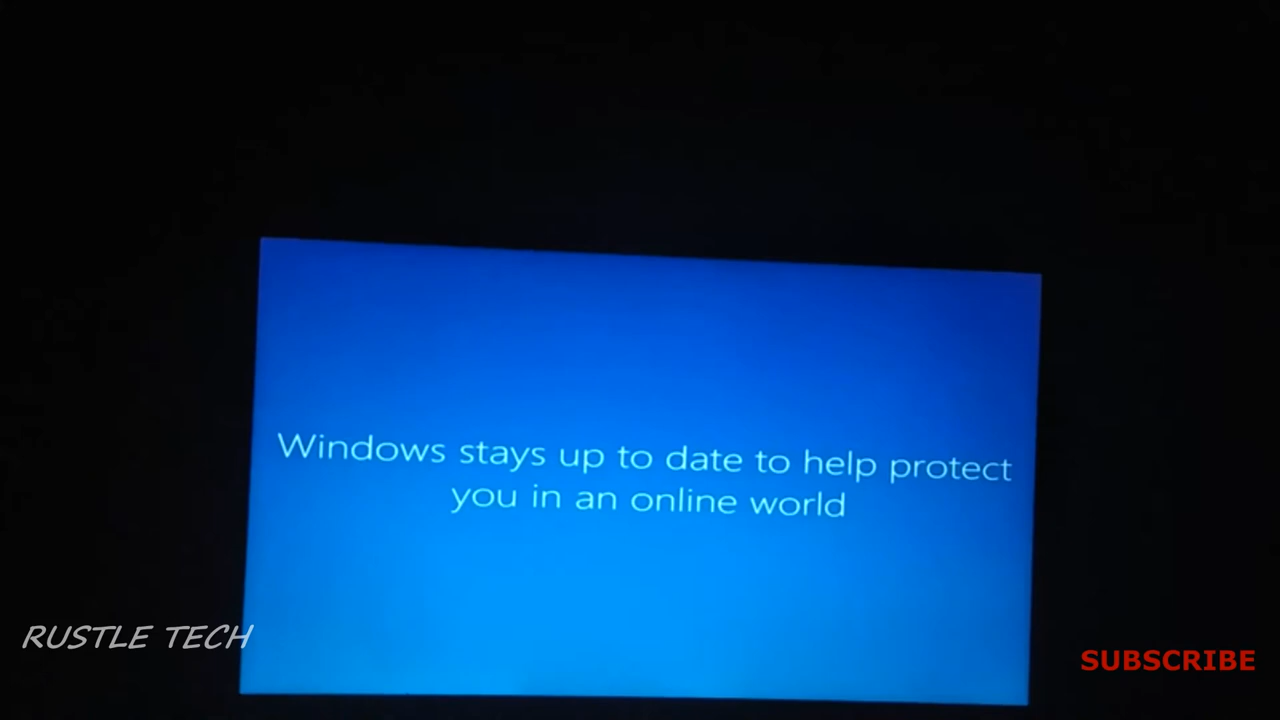 Windows stays up to date to help protect
you in an online world
RUSTLE TECH
SUBSCRIBE